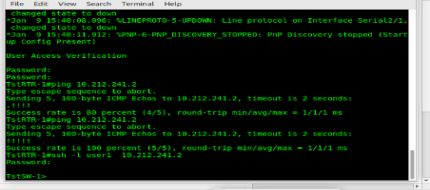 File Edit View Search Terminal Help
changed state to down
*Jan 9 15:40:08.096: %LINEPROTO-5-UPDOWN: Line protocol on Interface Serial2/1,
changed state to down
*Jan 9 15:40:11.912: %PNP-6-PNP_DISCOVERY_STOPPED: PnP Discovery stopped (Start
up Config Present)
User Access Verification
Password:
Password:
TstRTR-1#ping 10.212.241.2
Type escape sequence to abort.
Sending 5, 100-byte ICMP Echos to 10.212.241.2, timeout is 2 seconds:
.!!!!
Success rate is 80 percent (4/5), round-trip min/avg/max = 1/1/1 ms
TstRTR-1#ping 10.212.241.2
Type escape sequence to abort.
Sending 5, 100-byte ICMP Echos to 10.212.241.2, timeout is 2 seconds:
!!!!!
Success rate is 100 percent (5/5), round-trip min/avg/max = 1/1/1 ms
TstRTR-1#ssh -l user1 10.212.241.2
Password:
TstSW-1>